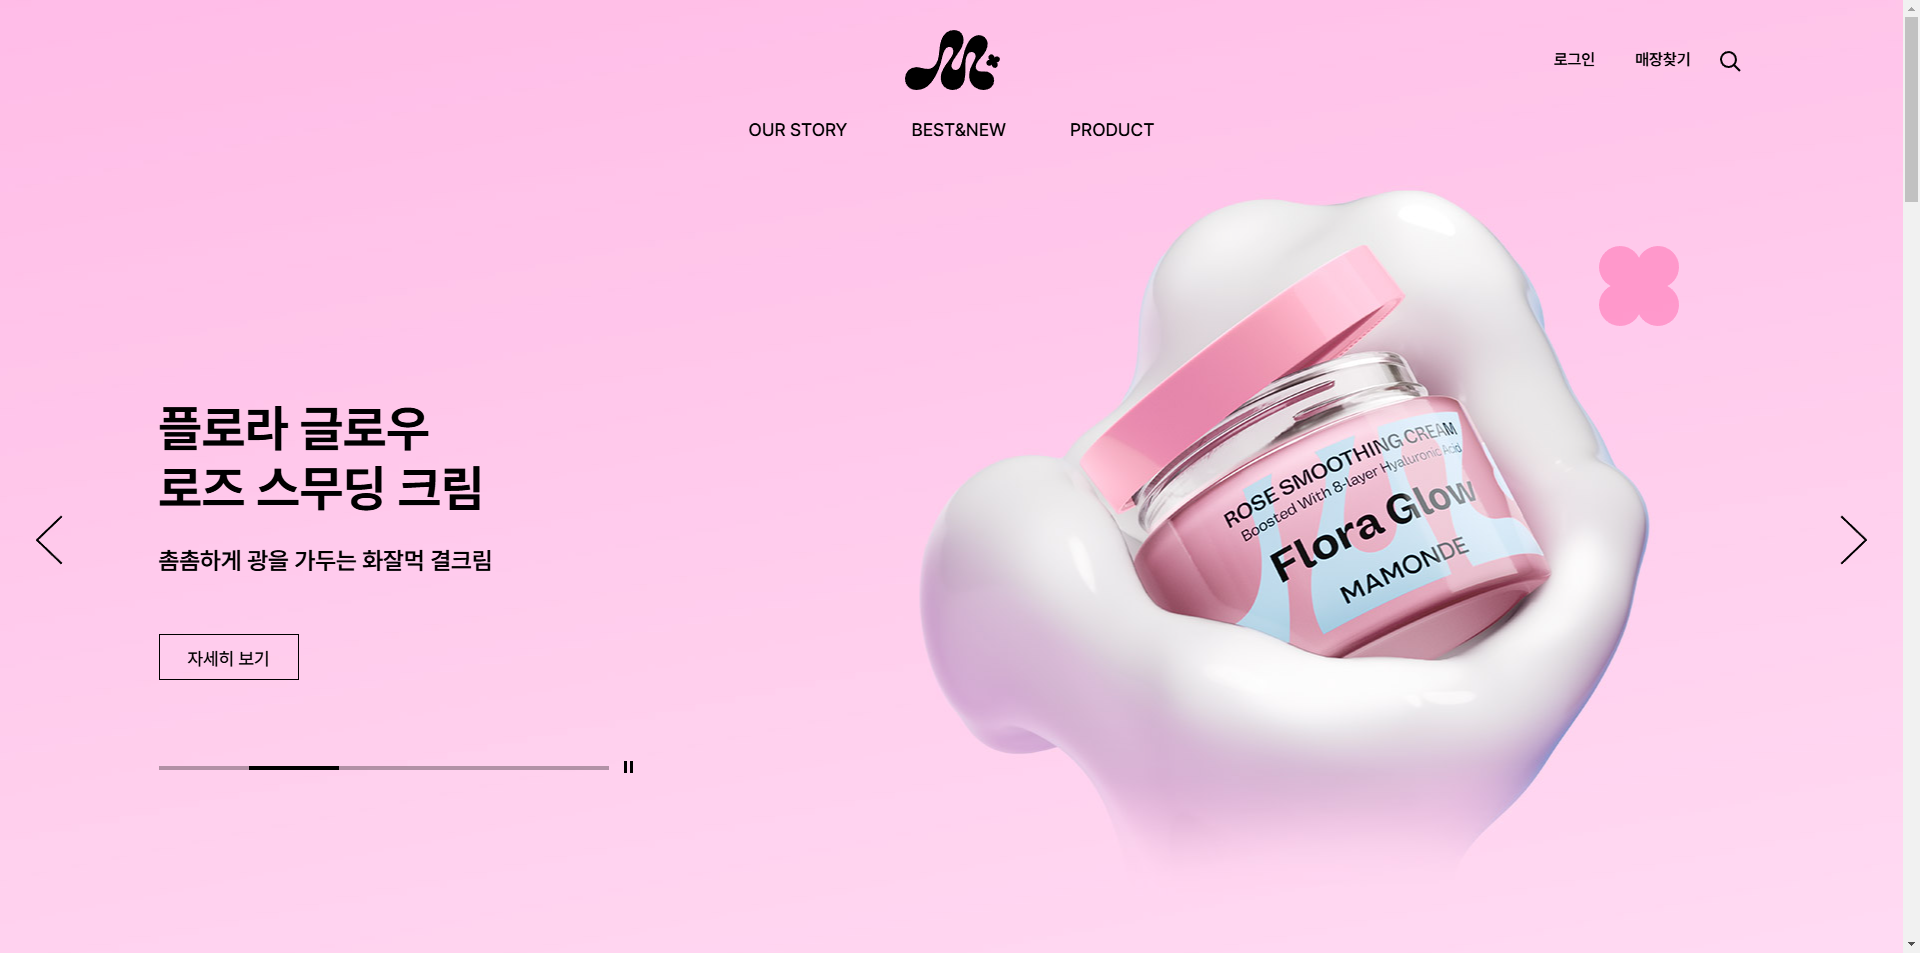 로그인 매장찾기
OUR STORY BEST&NEW PRODUCT
플로라 글로우
로즈 스무딩 크림
촘촘하게 광을 가두는 화잘먹 결크림
자세히 보기
ROSE SMOOTHING CREAM
Boosted With 8-layer Hyaluronic Acid
Flora Glow
MAMONDE